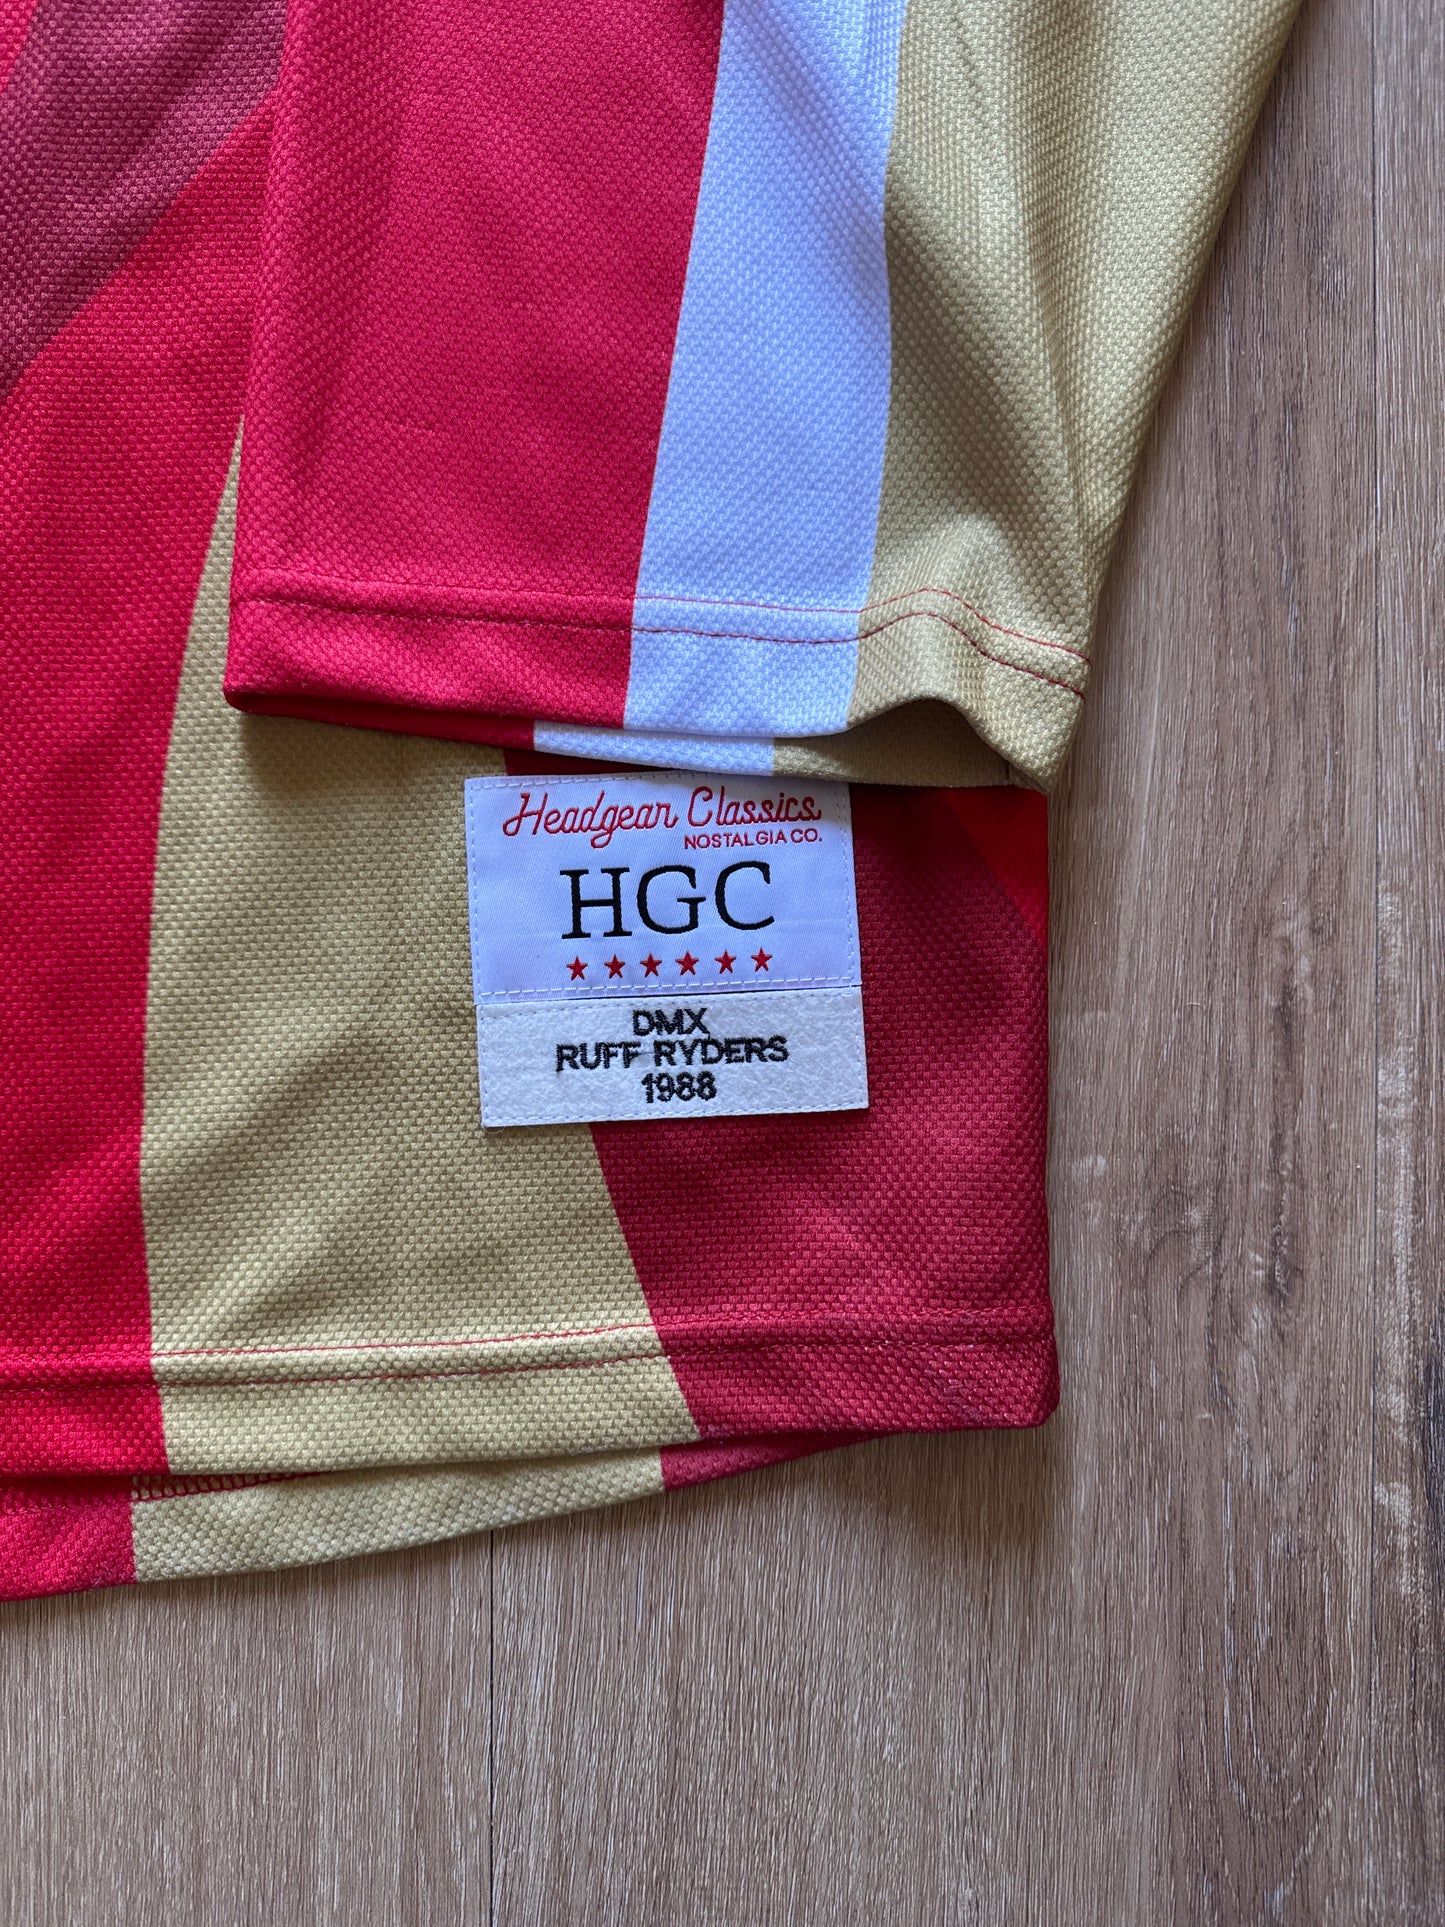 Headgear Classics
NOSTALGIA CO.
HGC
DMX
RUFF RYDERS
1988